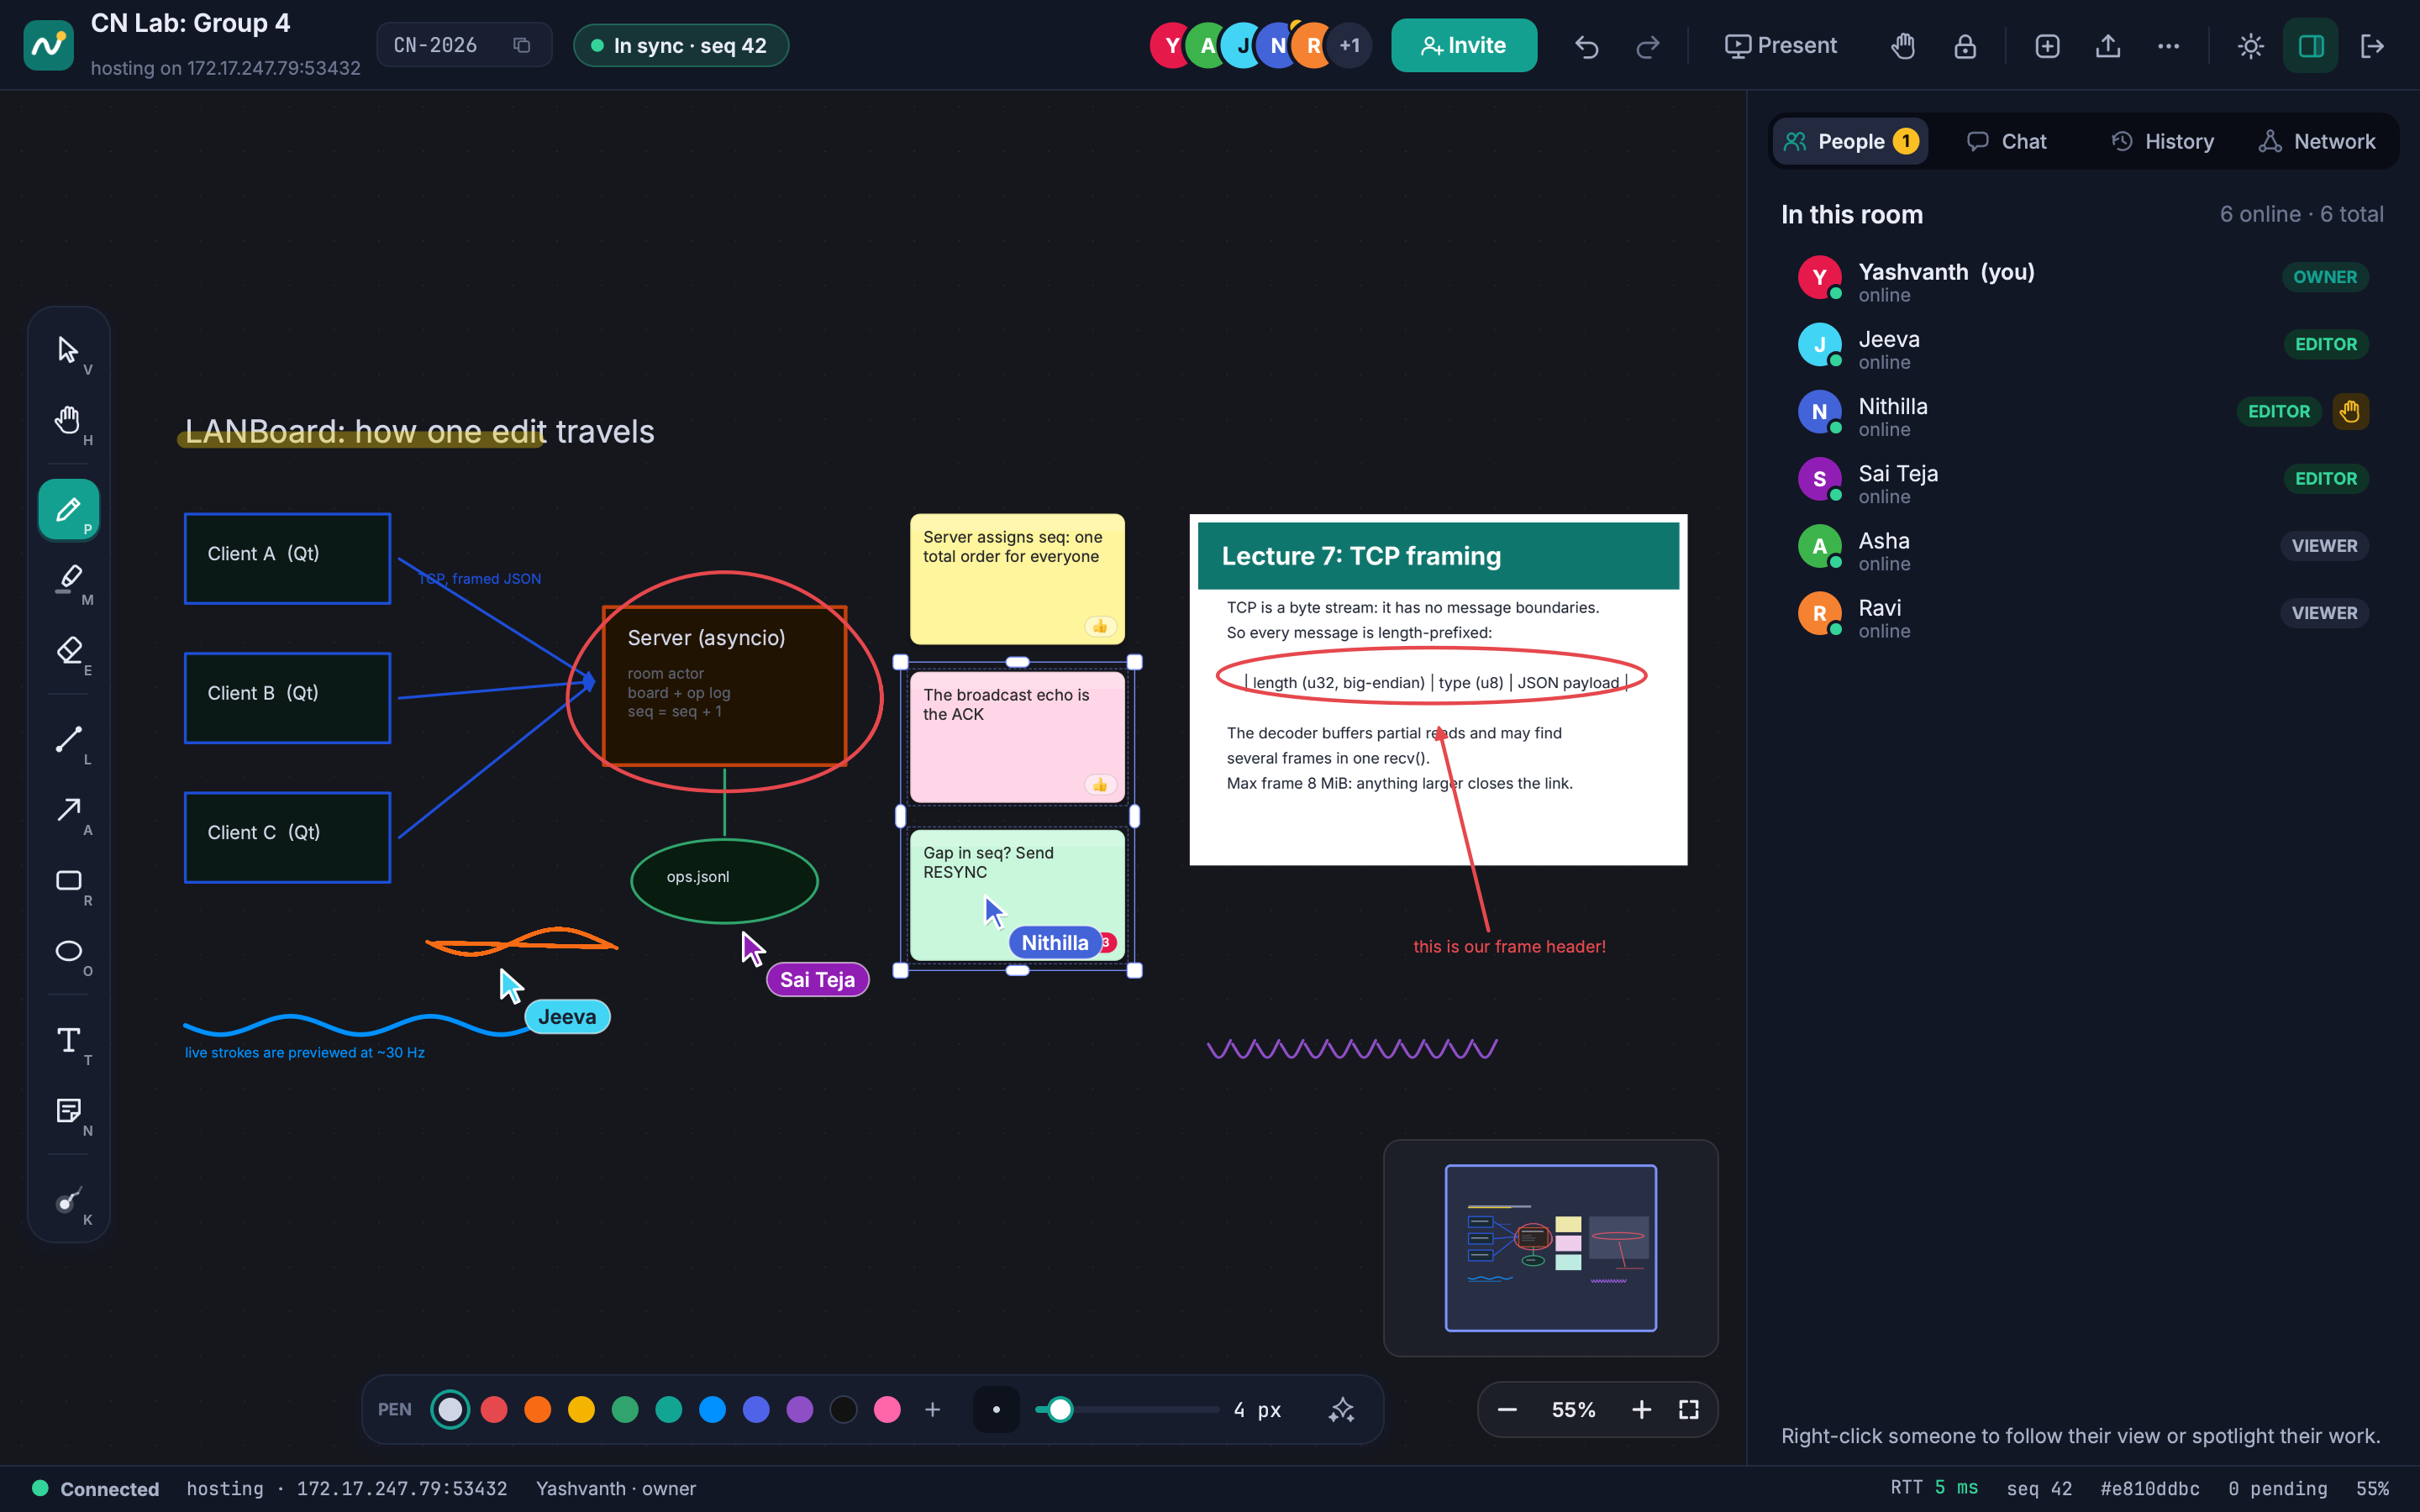 CN Lab: Group 4
hosting on 172.17.247.79:53432
CN-2026
In sync · seq 42
Y A J N R +1
Invite
Present
People 1
Chat
History
Network
In this room
6 online · 6 total
Y
Yashvanth (you)
online
OWNER
J
Jeeva
online
EDITOR
N
Nithilla
online
EDITOR
S
Sai Teja
online
EDITOR
A
Asha
online
VIEWER
R
Ravi
online
VIEWER
Right-click someone to follow their view or spotlight their work.
V
H
P
M
E
L
A
R
O
T
N
K
LANBoard: how one edit travels
Client A (Qt)
TCP, framed JSON
Client B (Qt)
Client C (Qt)
Server (asyncio)
room actor
board + op log
seq = seq + 1
ops.jsonl
Sai Teja
Jeeva
live strokes are previewed at ~30 Hz
Server assigns seq: one
total order for everyone
👍
The broadcast echo is
the ACK
👍
Gap in seq? Send
RESYNC
Nithilla
3
Lecture 7: TCP framing
TCP is a byte stream: it has no message boundaries.
So every message is length-prefixed:
| length (u32, big-endian) | type (u8) | JSON payload |
The decoder buffers partial reads and may find
several frames in one recv().
Max frame 8 MiB: anything larger closes the link.
this is our frame header!
PEN
4 px
55%
Connected
hosting · 172.17.247.79:53432
Yashvanth · owner
RTT 5 ms
seq 42
#e810ddbc
0 pending
55%